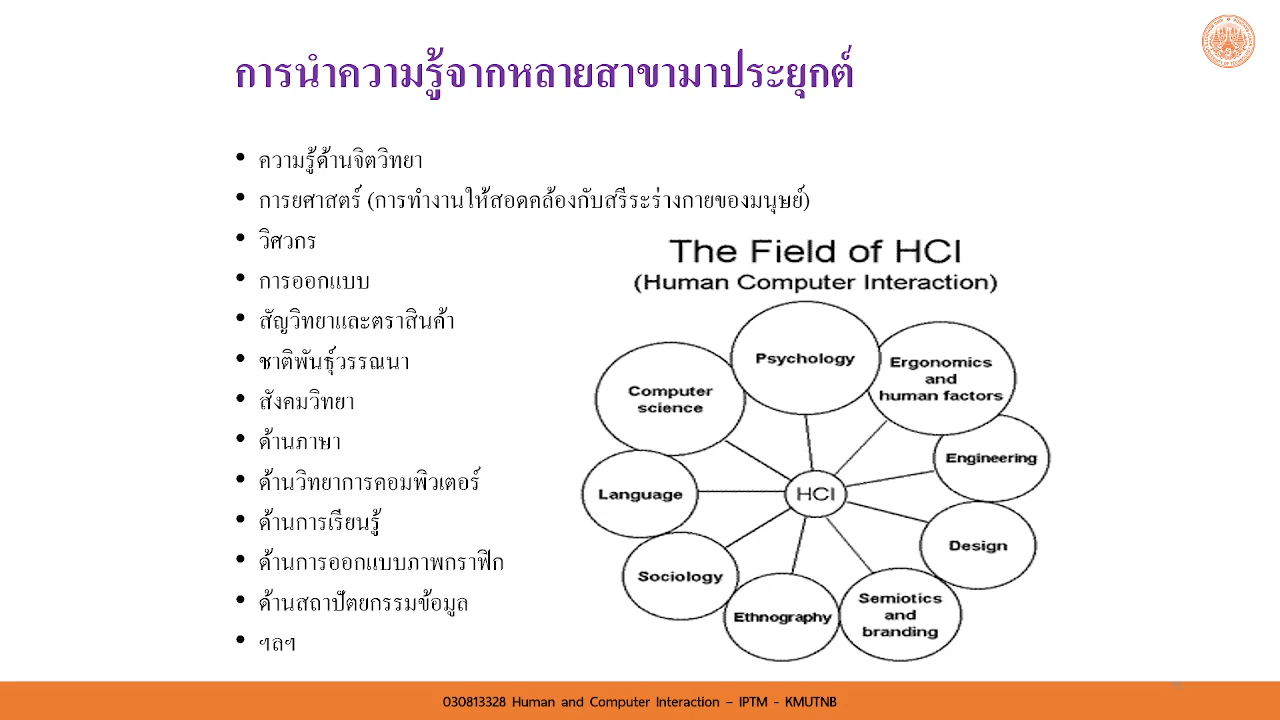 การนำความรู้จากหลายสาขามาประยุกต์
• ความรู้ด้านจิตวิทยา
• การยศาสตร์ (การทำงานให้สอดคล้องกับสรีระร่างกายของมนุษย์)
• วิศวกร
• การออกแบบ
• สัญวิทยาและตราสินค้า
• ชาติพันธุ์วรรณนา
• สังคมวิทยา
• ด้านภาษา
• ด้านวิทยาการคอมพิวเตอร์
• ด้านการเรียนรู้
• ด้านการออกแบบภาพกราฟิก
• ด้านสถาปัตยกรรมข้อมูล
• ฯลฯ
The Field of HCI
(Human Computer Interaction)
Psychology
Ergonomics
and
human factors
Computer
science
Engineering
Language
HCI
Design
Sociology
Ethnography
Semiotics
and
branding
030813328 Human and Computer Interaction – IPTM - KMUTNB